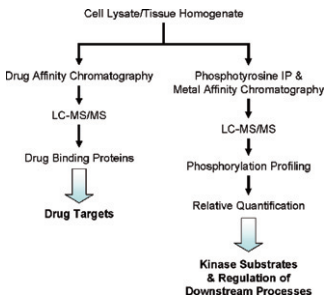 Cell Lysate/Tissue Homogenate
Drug Affinity Chromatography
LC-MS/MS
Drug Binding Proteins
Drug Targets
Phosphotyrosine IP &
Metal Affinity Chromatography
LC-MS/MS
Phosphorylation Profiling
Relative Quantification
Kinase Substrates
& Regulation of
Downstream Processes